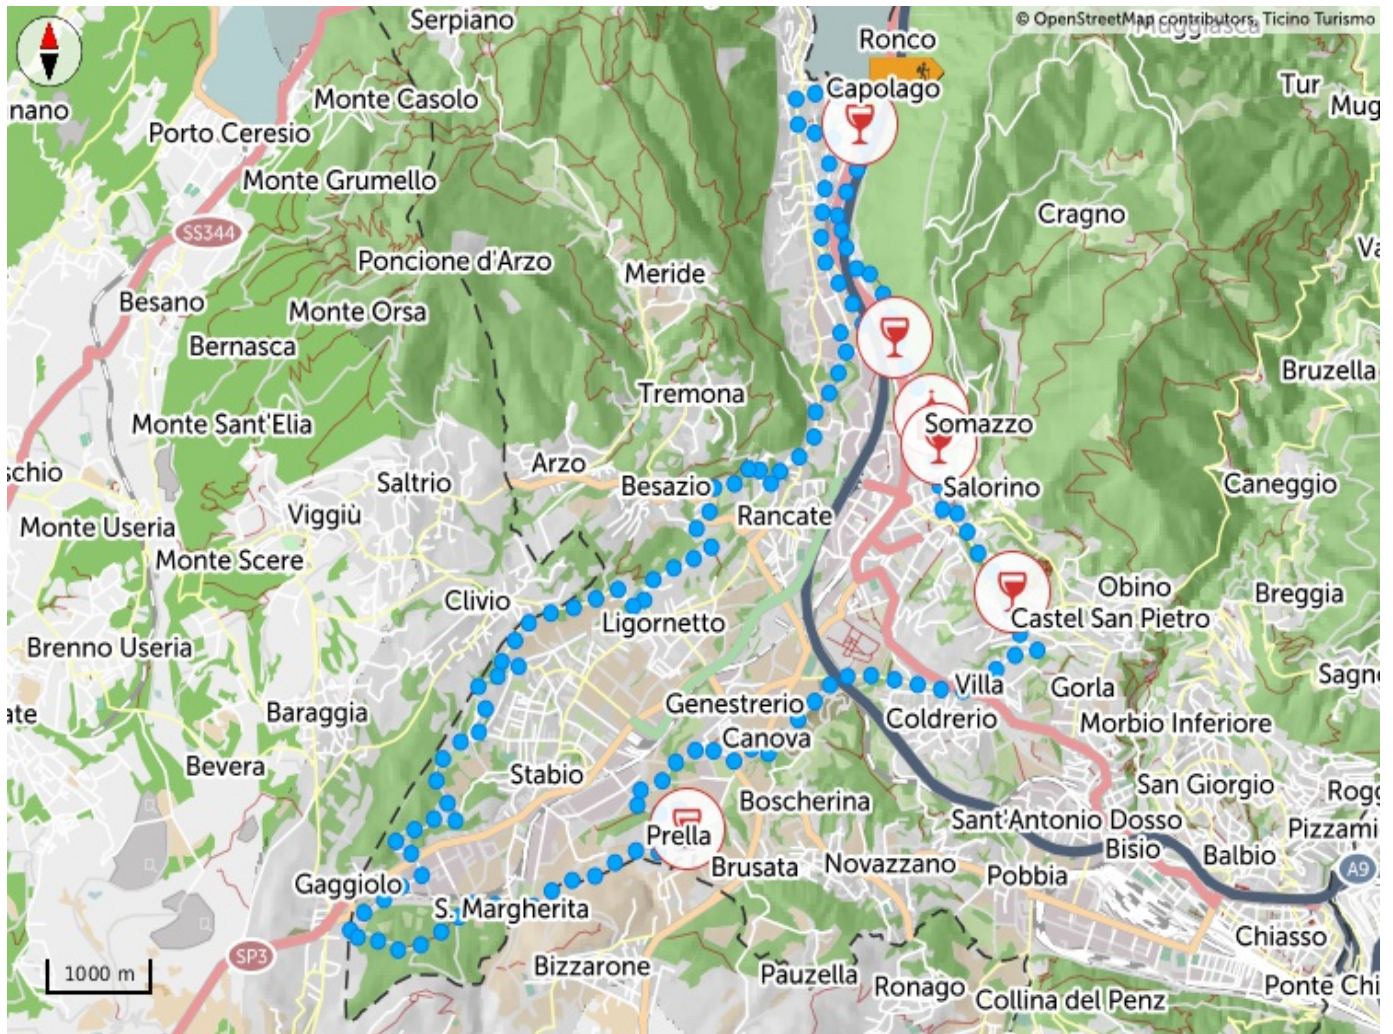 Serpiano
© OpenStreetMap contributors, Ticino Turismo
Muggiasca
Ronco
Capolago
Tur
nano
Monte Casolo
Mug
Porto Ceresio
Monte Grumello
Cragno
SS344
Va
Poncione d'Arzo
Meride
Besano
Monte Orsa
Bernasca
Bruzella
Tremona
Monte Sant'Elia
Somazzo
schio
Arzo
Saltrio
Besazio
Salorino
Caneggio
Viggiù
Rancate
Monte Useria
Monte Scere
Obino
Breggia
Clivio
Ligornetto
Castel San Pietro
Brenno Useria
Sagno
ate
Baraggia
Genestrerio
Villa
Gorla
Coldrerio
Morbio Inferiore
Canova
Bevera
Stabio
San Giorgio
Rogg
Boscherina
Sant'Antonio Dosso
Pizzami
Prella
Bisio
Balbio
Brusata
Novazzano
Pobbia
A9
Gaggiolo
S. Margherita
Chiasso
SP3
1000 m
Bizzarone
Pauzella
Ronago
Collina del Penz
Ponte Chi